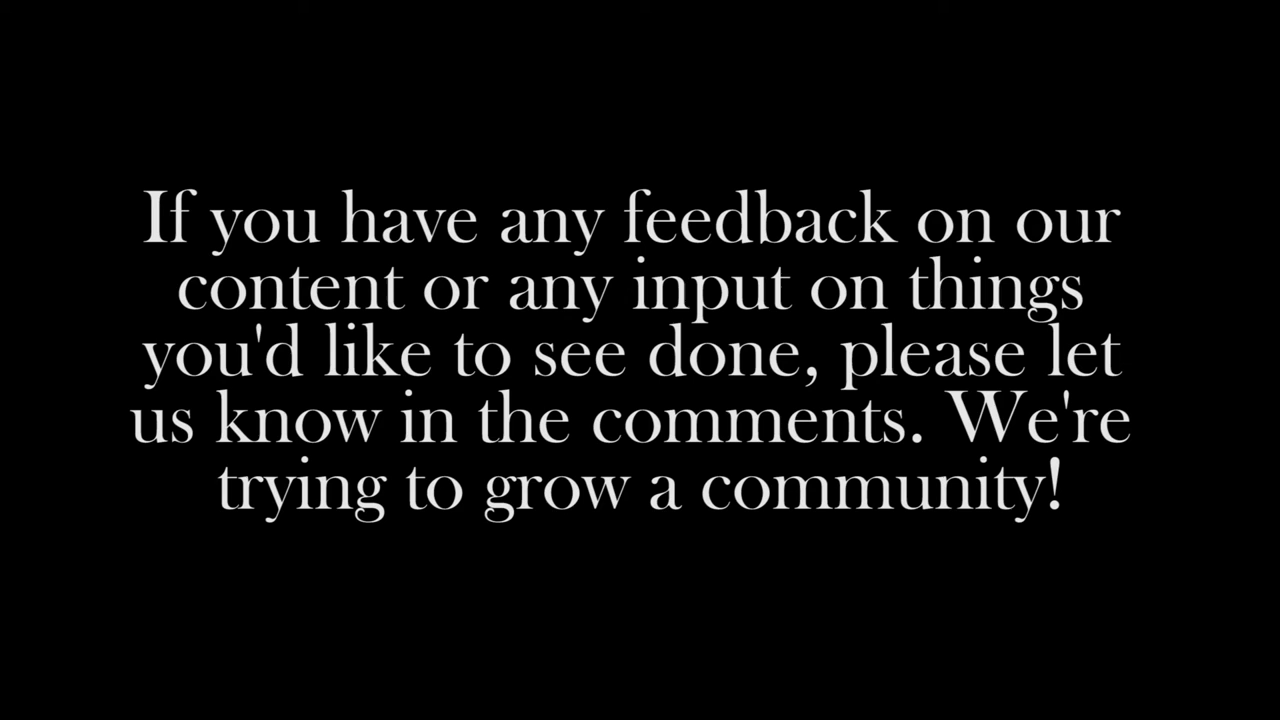 If you have any feedback on our
content or any input on things
you'd like to see done, please let
us know in the comments. We're
trying to grow a community!